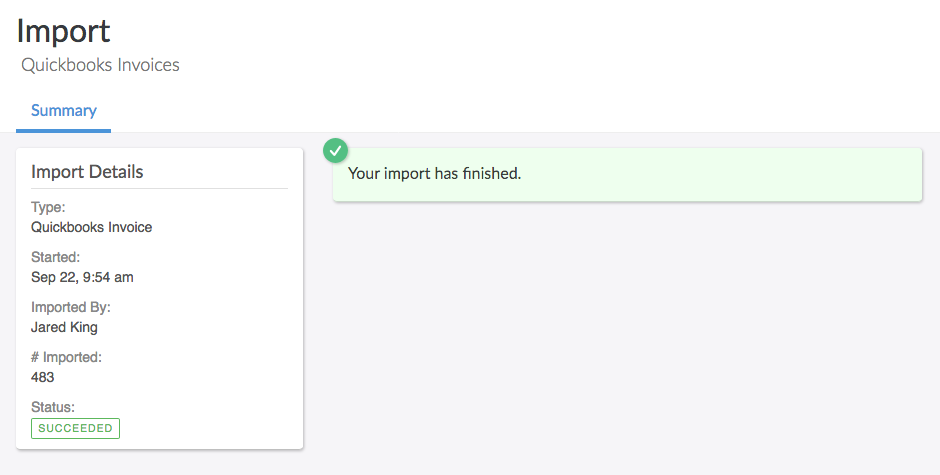 Import
Quickbooks Invoices
Summary
Import Details
Type:
Quickbooks Invoice
Started:
Sep 22, 9:54 am
Imported By:
Jared King
# Imported:
483
Status:
SUCCEEDED
Your import has finished.